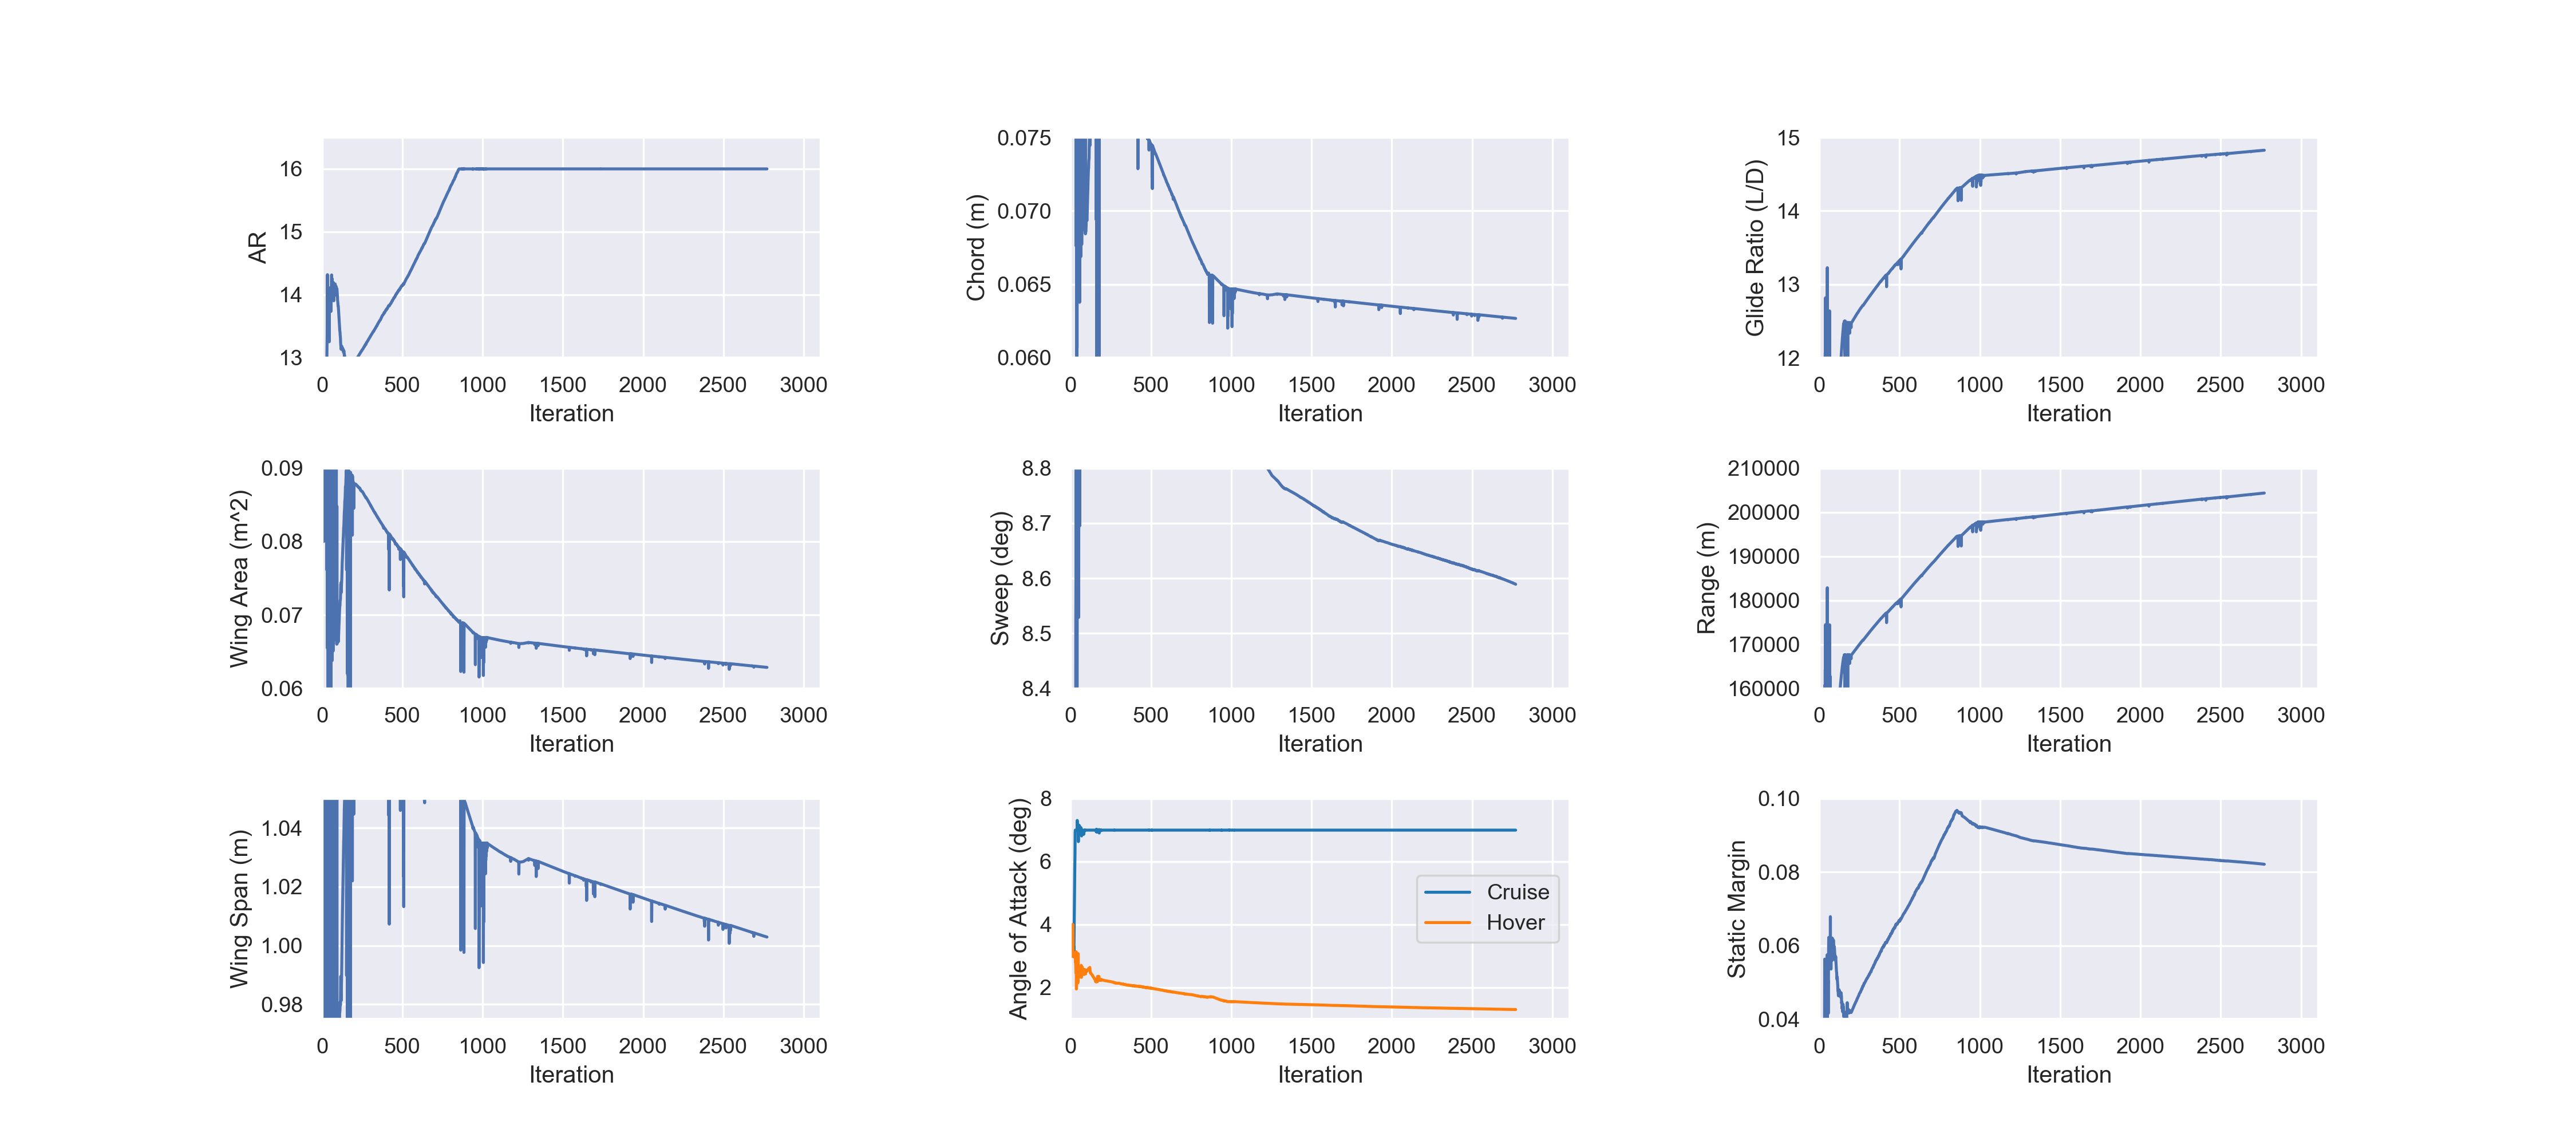 AR
16
15
14
13
0 500 1000 1500 2000 2500 3000
Iteration
Chord (m)
0.075
0.070
0.065
0.060
0 500 1000 1500 2000 2500 3000
Iteration
Glide Ratio (L/D)
15
14
13
12
0 500 1000 1500 2000 2500 3000
Iteration
Wing Area (m^2)
0.09
0.08
0.07
0.06
0 500 1000 1500 2000 2500 3000
Iteration
Sweep (deg)
8.8
8.7
8.6
8.5
8.4
0 500 1000 1500 2000 2500 3000
Iteration
Range (m)
210000
200000
190000
180000
170000
160000
0 500 1000 1500 2000 2500 3000
Iteration
Wing Span (m)
1.04
1.02
1.00
0.98
0 500 1000 1500 2000 2500 3000
Iteration
Angle of Attack (deg)
8
6
4
2
Cruise
Hover
0 500 1000 1500 2000 2500 3000
Iteration
Static Margin
0.10
0.08
0.06
0.04
0 500 1000 1500 2000 2500 3000
Iteration